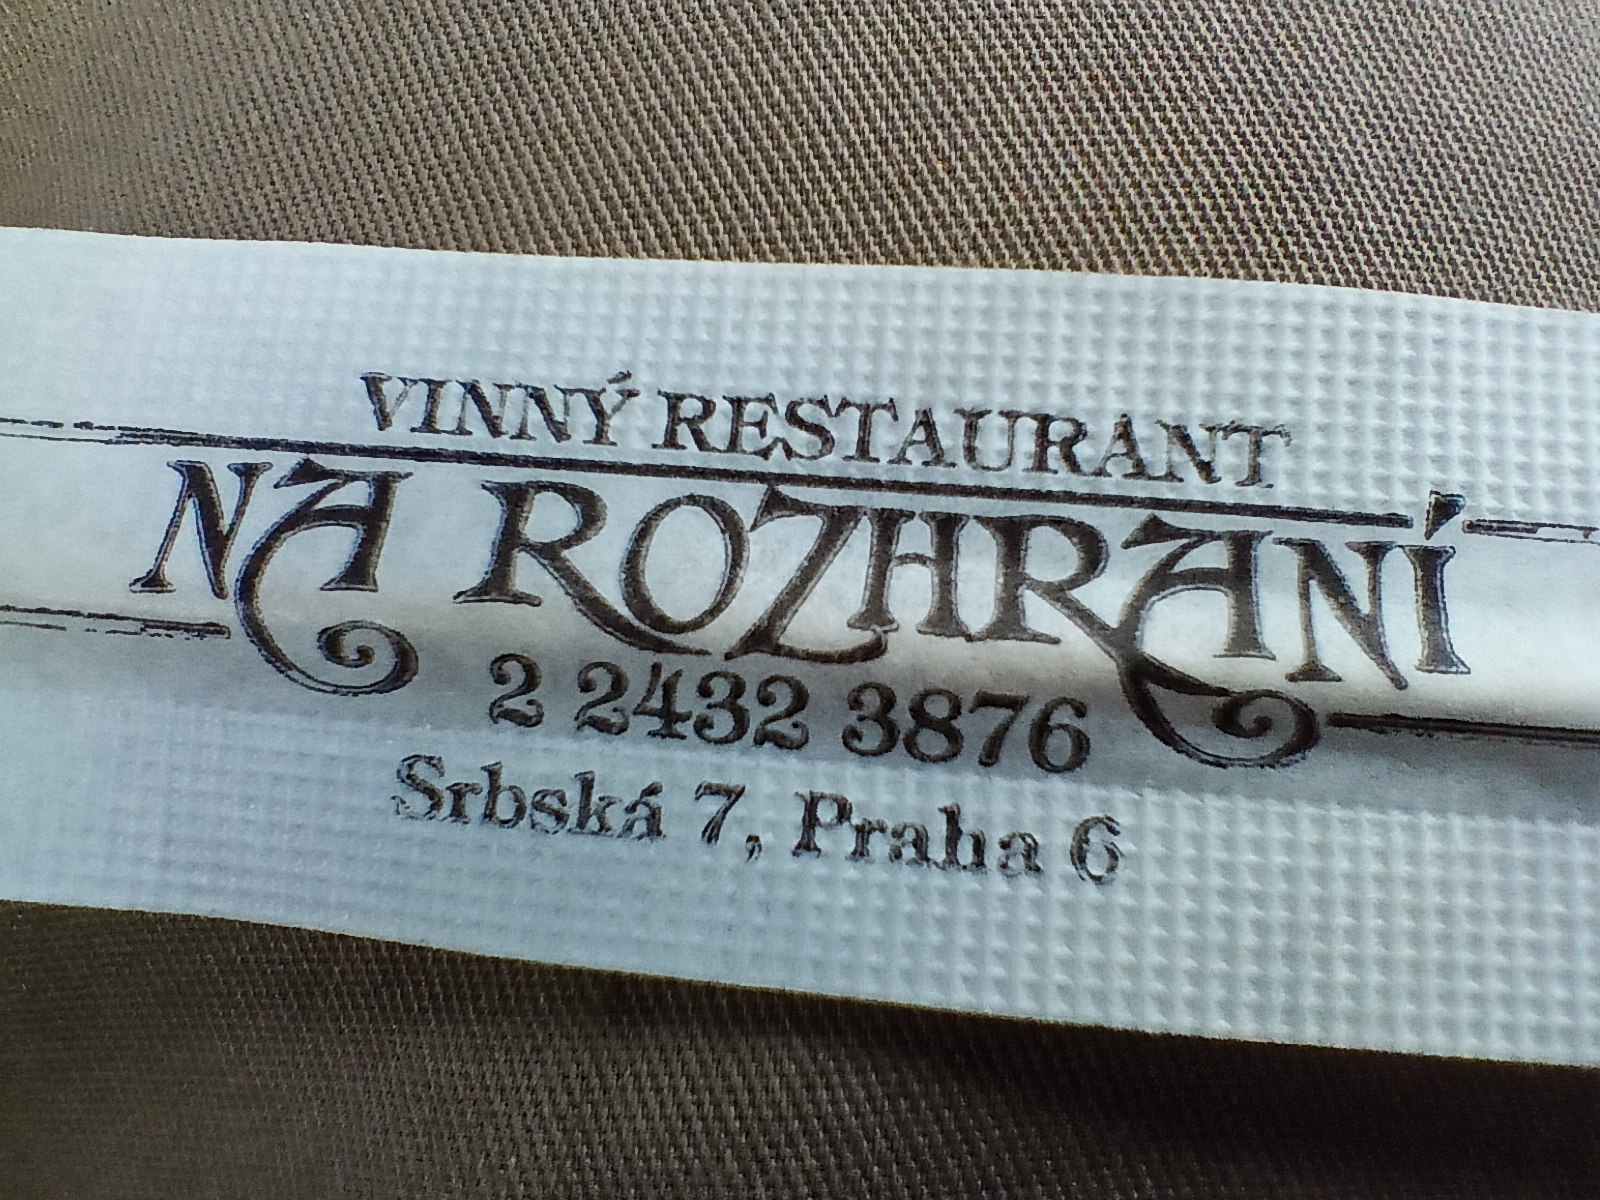 VINNÝ RESTAURANT
NA ROZHRANÍ
2 2432 3876
Srbská 7, Praha 6